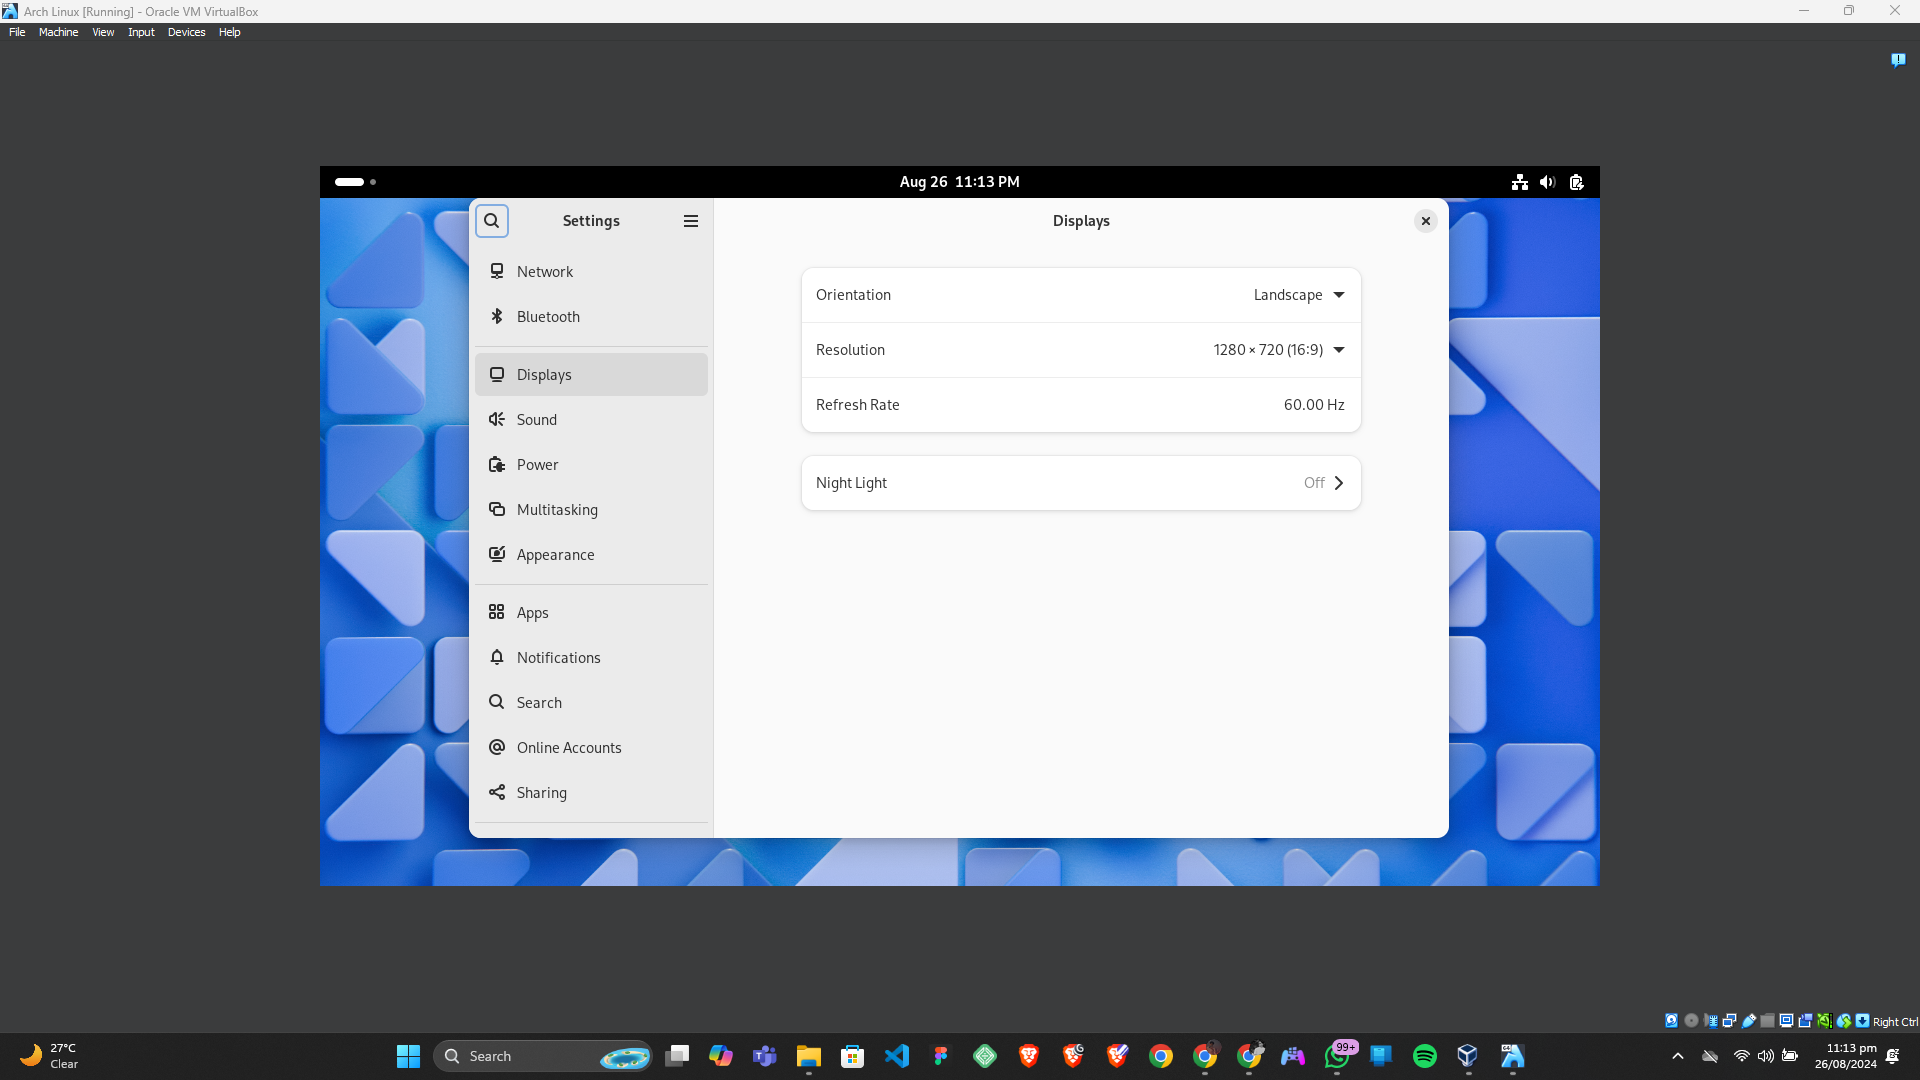 Arch Linux [Running] - Oracle VM VirtualBox
File Machine View Input Devices Help
Aug 26 11:13 PM
Settings
Displays
Network
Bluetooth
Displays
Sound
Power
Multitasking
Appearance
Apps
Notifications
Search
Online Accounts
Sharing
Orientation Landscape
Resolution 1280 × 720 (16:9)
Refresh Rate 60.00 Hz
Night Light Off
Right Ctrl
27°C
Clear
Search
99+
11:13 pm
26/08/2024